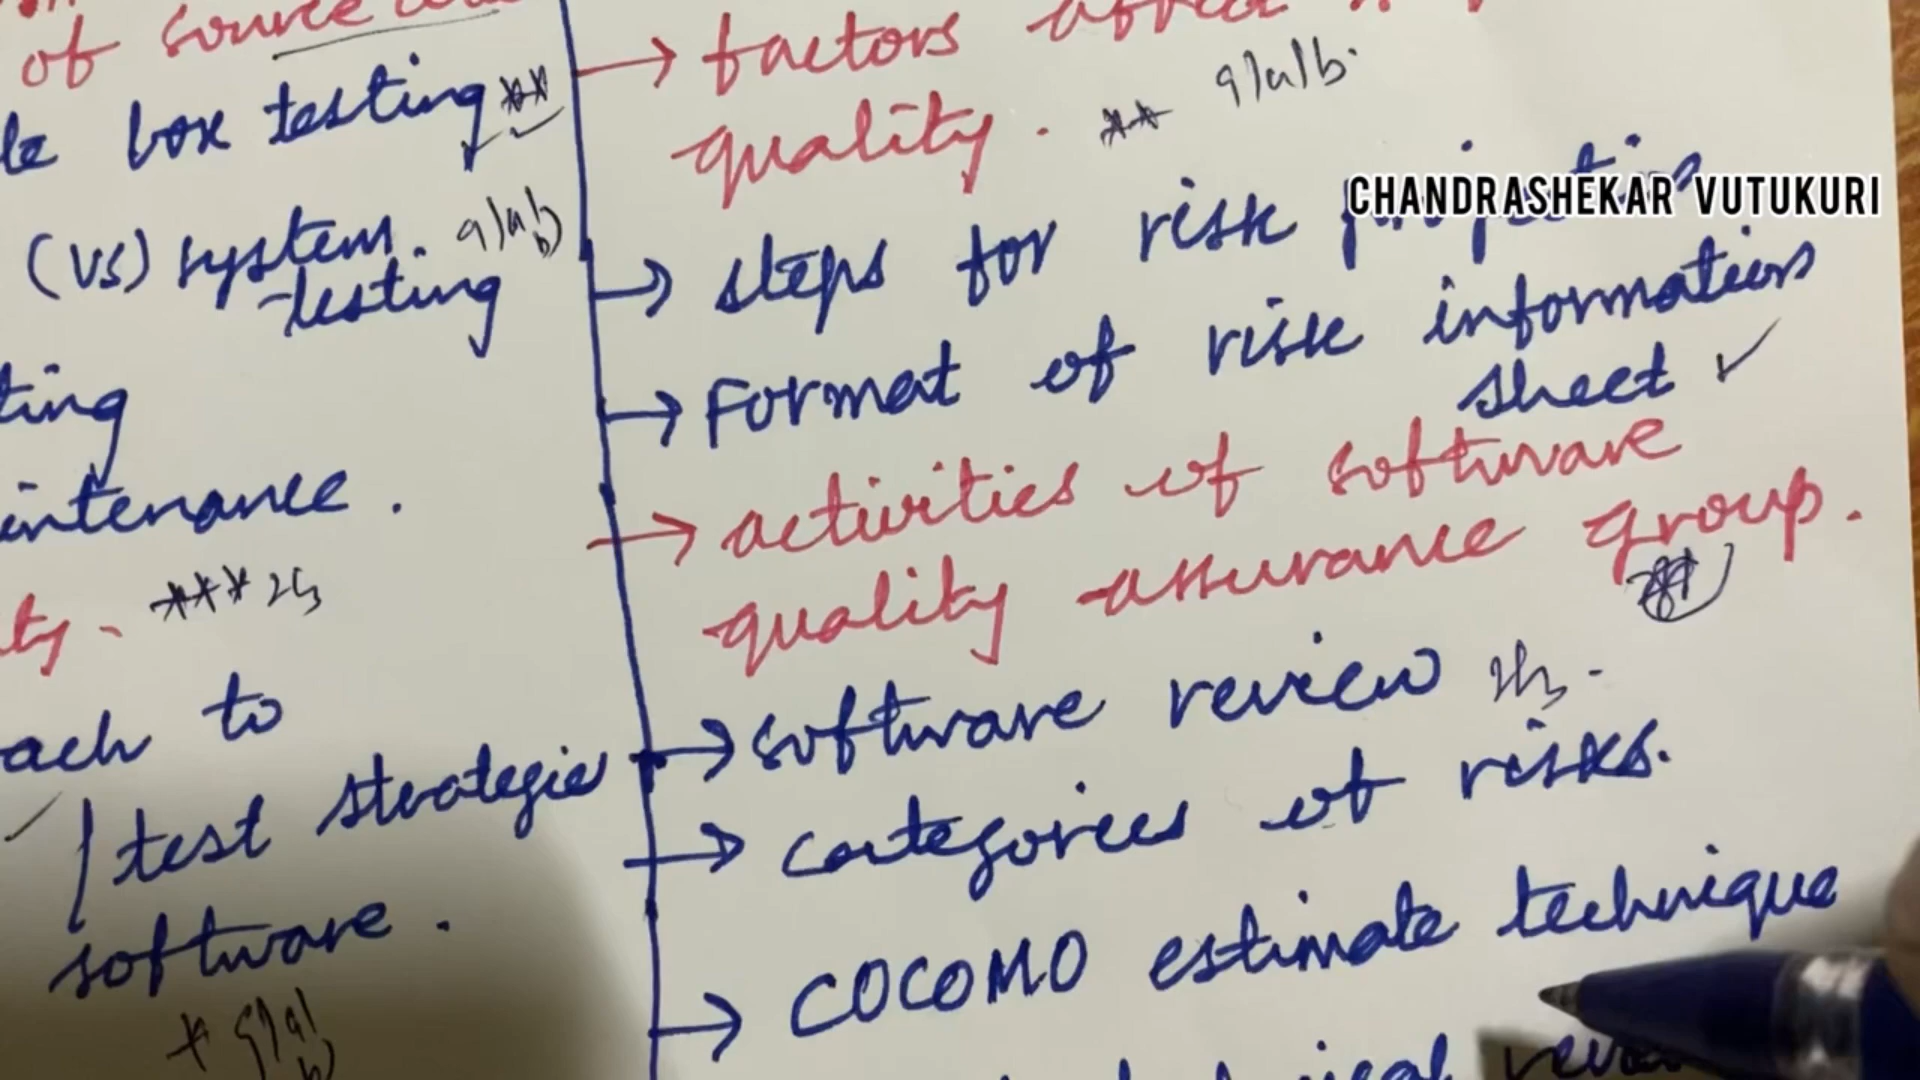 of source
box testing **
(VS) system. 9)a)b)
testing
ting
intenance.
ty. *** 2m
ach to
test strategie
software.
* 9)a)
b)
→ factors
quality. ** 9)a)b.
→ steps for risk
CHANDRASHEKAR VUTUKURI
→ Format of risk information
sheet ✓
→ activities of software
quality assurance group.
→ software review 2m.
→ categories of risks.
→ COCOMO estimate technique